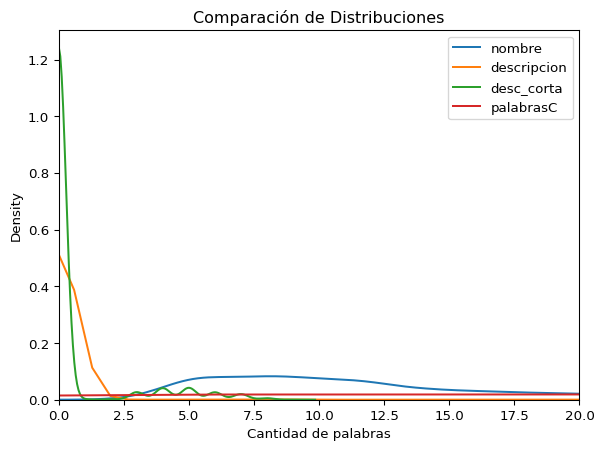 Comparación de Distribuciones
nombre
descripcion
desc_corta
palabrasC
Density
1.2
1.0
0.8
0.6
0.4
0.2
0.0
0.0 2.5 5.0 7.5 10.0 12.5 15.0 17.5 20.0
Cantidad de palabras